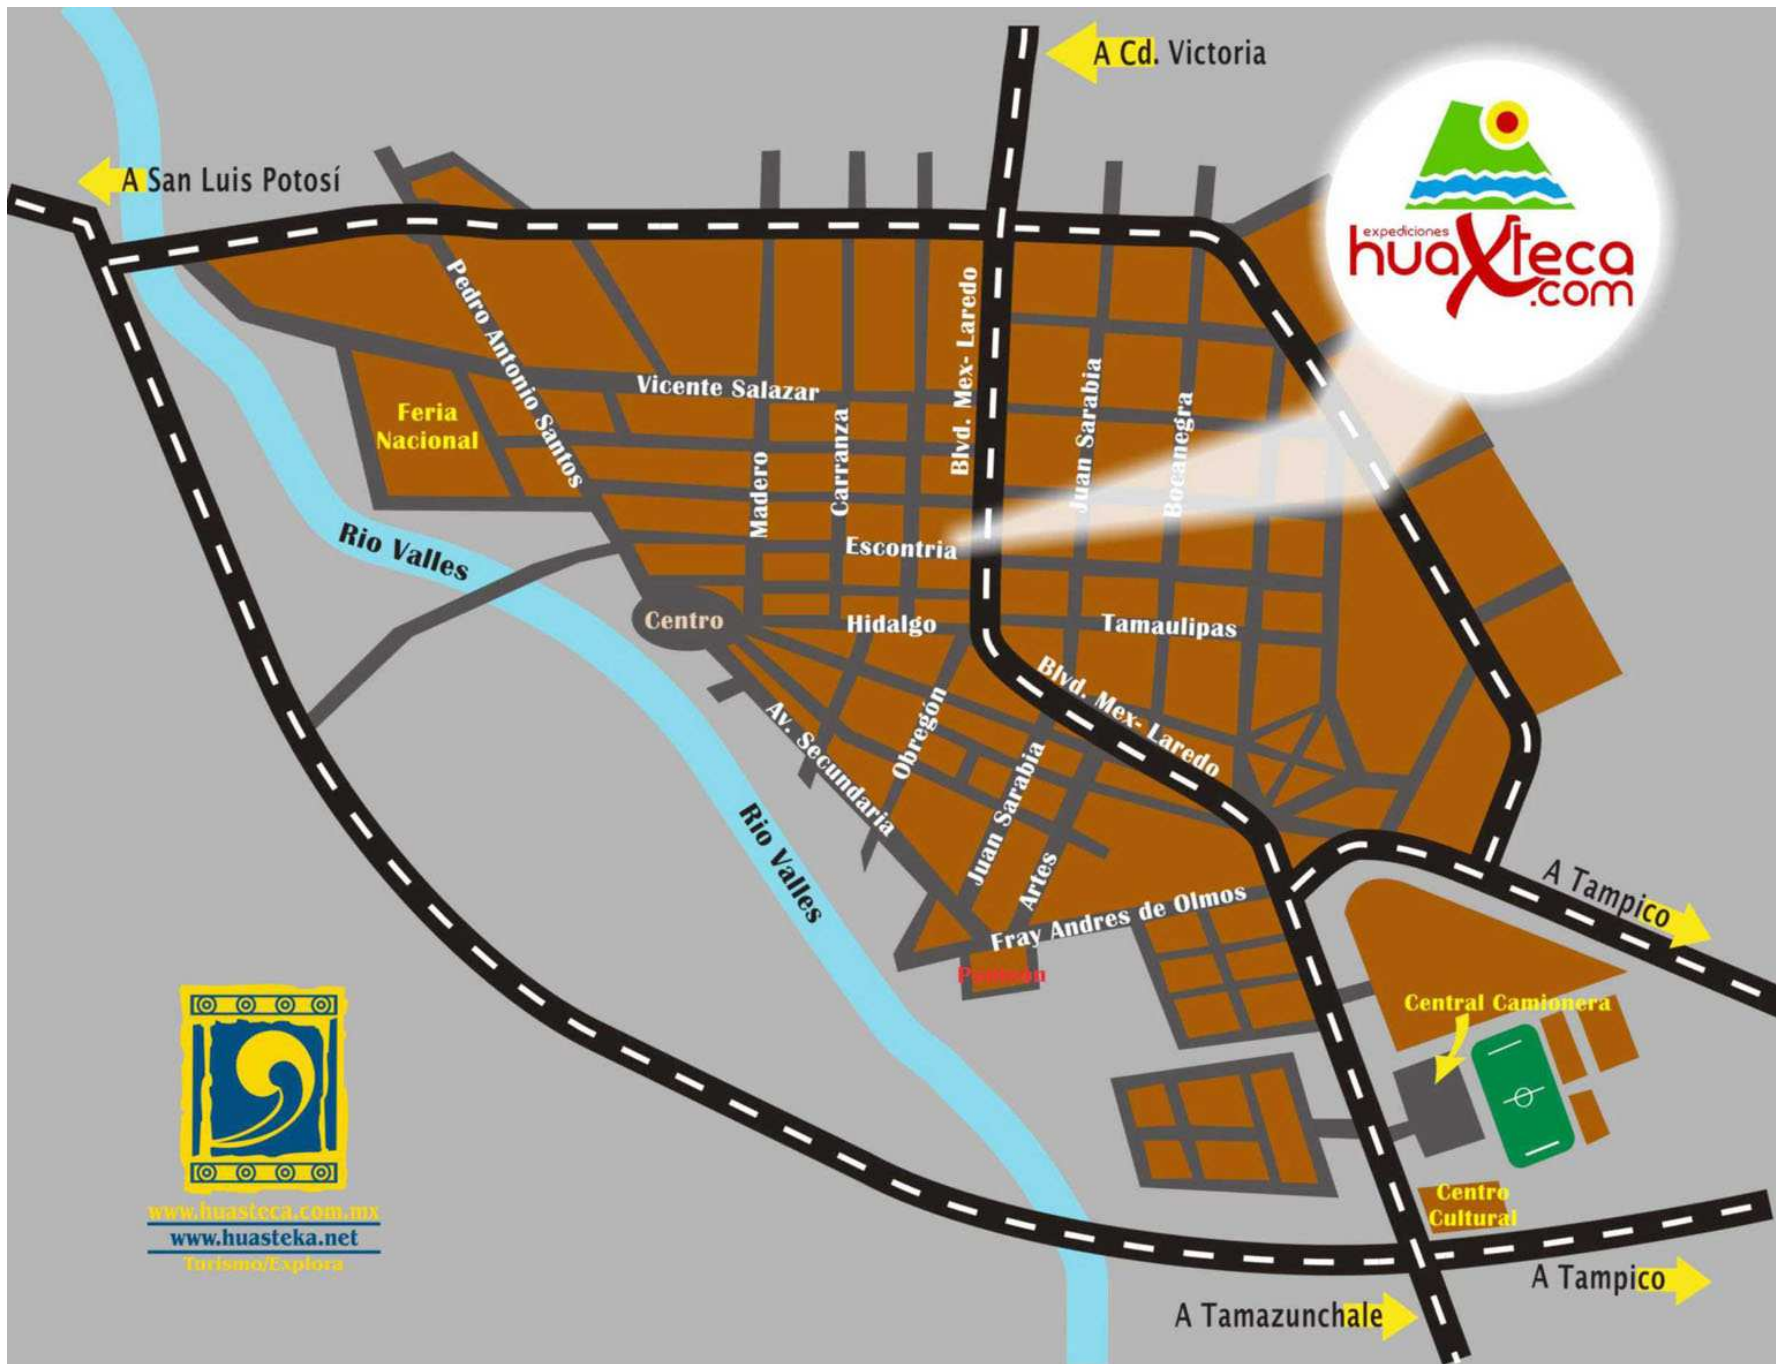 A Cd. Victoria
A San Luis Potosí
expediciones
huaXteca
.com
Pedro Antonio Santos
Blvd. Mex- Laredo
Vicente Salazar
Juan Sarabia
Bocanegra
Feria
Nacional
Carranza
Madero
Rio Valles
Escontria
Centro
Hidalgo
Tamaulipas
Blvd. Mex- Laredo
Av. Secundaria
Obregón
Juan Sarabia
Artes
Rio Valles
Fray Andres de Olmos
A Tampico
Central Camionera
Centro
Cultural
www.huasteca.com.mx
www.huasteka.net
Turismo/Explora
A Tampico
A Tamazunchale